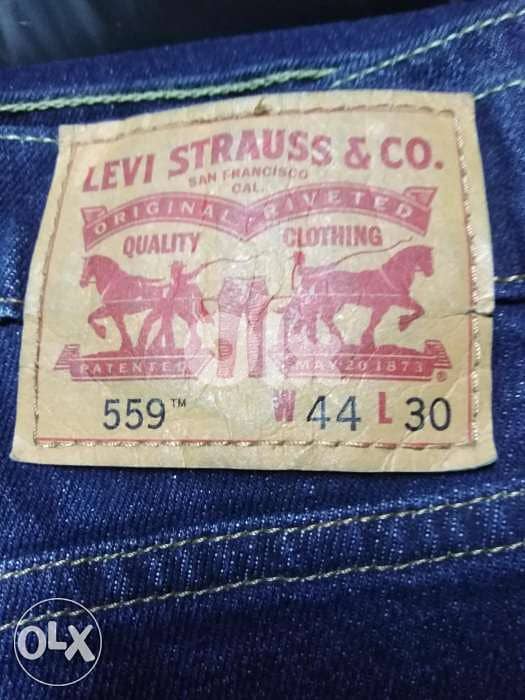 LEVI STRAUSS & CO.
SAN FRANCISCO
CAL.
ORIGINAL RIVETED
QUALITY CLOTHING
PATENTED MAY 20 1873 ®
559™ W 44 L 30
OLX